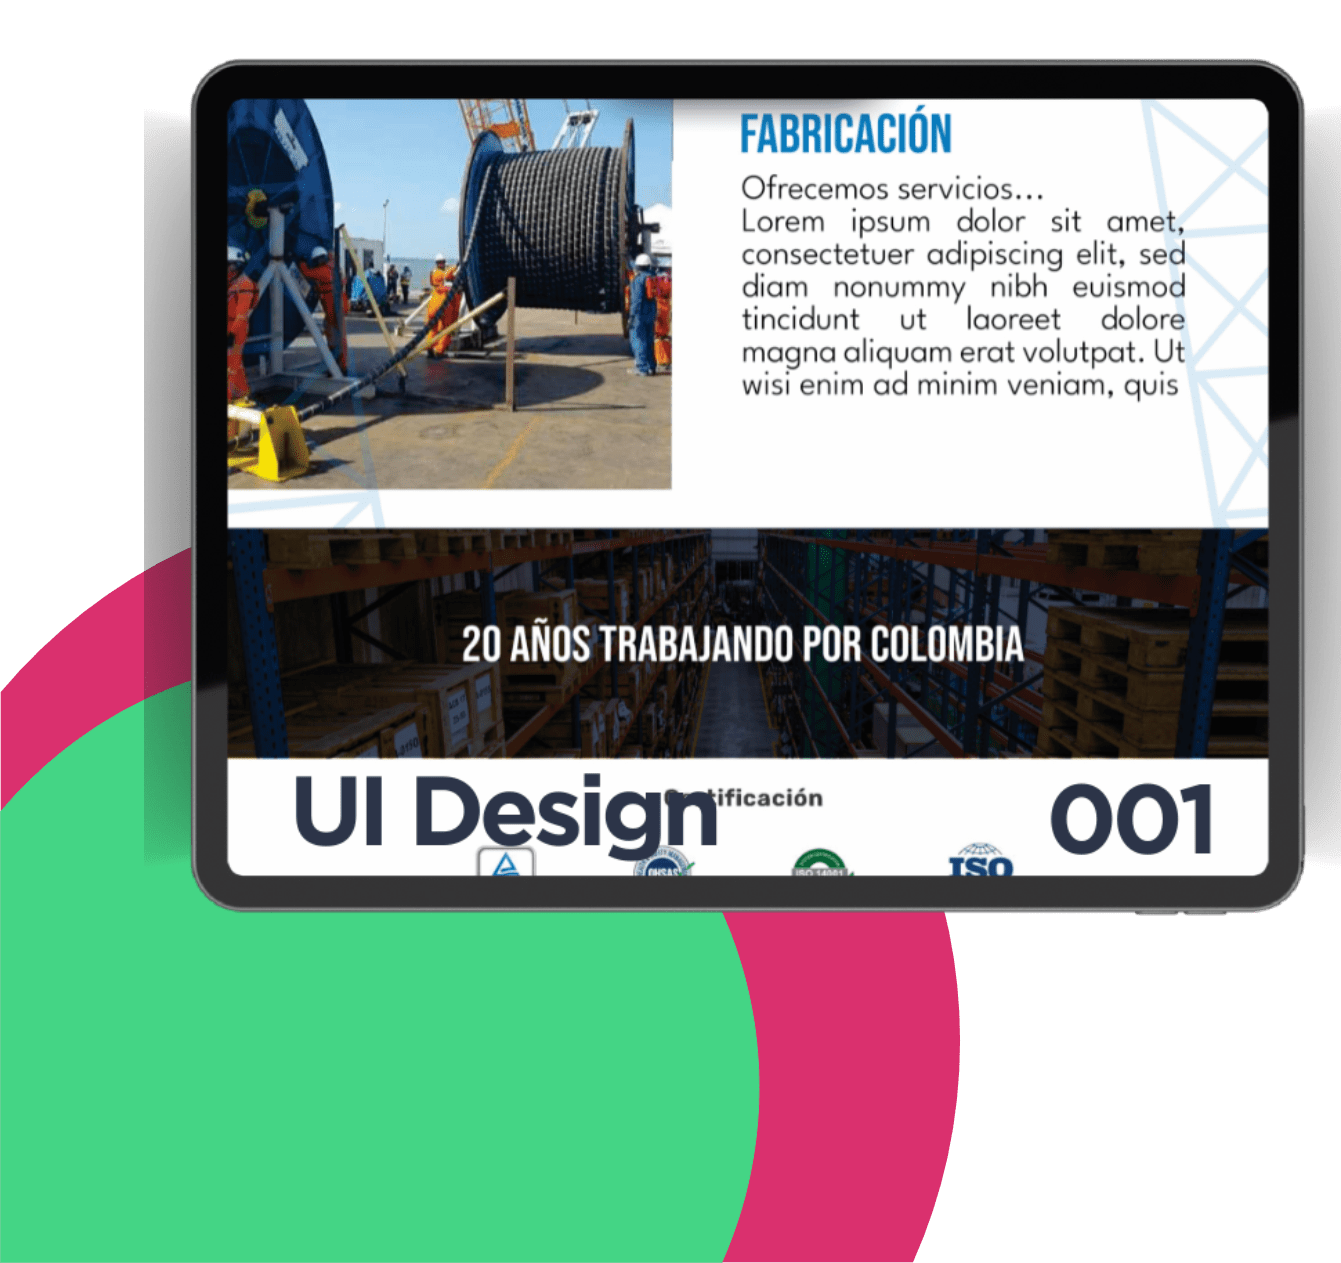 FABRICACIÓN
Ofrecemos servicios...
Lorem ipsum dolor sit amet,
consectetuer adipiscing elit, sed
diam nonummy nibh euismod
tincidunt ut laoreet dolore
magna aliquam erat volutpat. Ut
wisi enim ad minim veniam, quis
20 AÑOS TRABAJANDO POR COLOMBIA
UI Design
001
OHSAS
ISO 14001
ISO